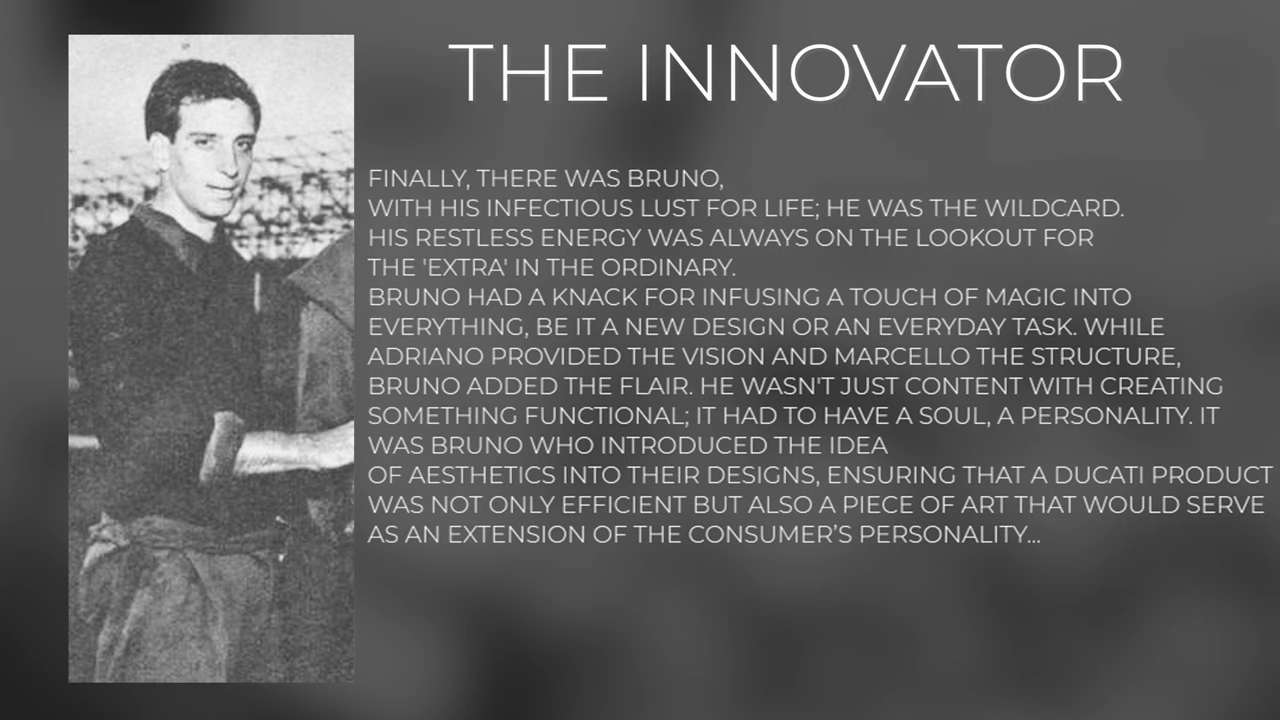 THE INNOVATOR
FINALLY, THERE WAS BRUNO,
WITH HIS INFECTIOUS LUST FOR LIFE; HE WAS THE WILDCARD.
HIS RESTLESS ENERGY WAS ALWAYS ON THE LOOKOUT FOR
THE 'EXTRA' IN THE ORDINARY.
BRUNO HAD A KNACK FOR INFUSING A TOUCH OF MAGIC INTO
EVERYTHING, BE IT A NEW DESIGN OR AN EVERYDAY TASK. WHILE
ADRIANO PROVIDED THE VISION AND MARCELLO THE STRUCTURE,
BRUNO ADDED THE FLAIR. HE WASN'T JUST CONTENT WITH CREATING
SOMETHING FUNCTIONAL; IT HAD TO HAVE A SOUL, A PERSONALITY. IT
WAS BRUNO WHO INTRODUCED THE IDEA
OF AESTHETICS INTO THEIR DESIGNS, ENSURING THAT A DUCATI PRODUCT
WAS NOT ONLY EFFICIENT BUT ALSO A PIECE OF ART THAT WOULD SERVE
AS AN EXTENSION OF THE CONSUMER’S PERSONALITY...